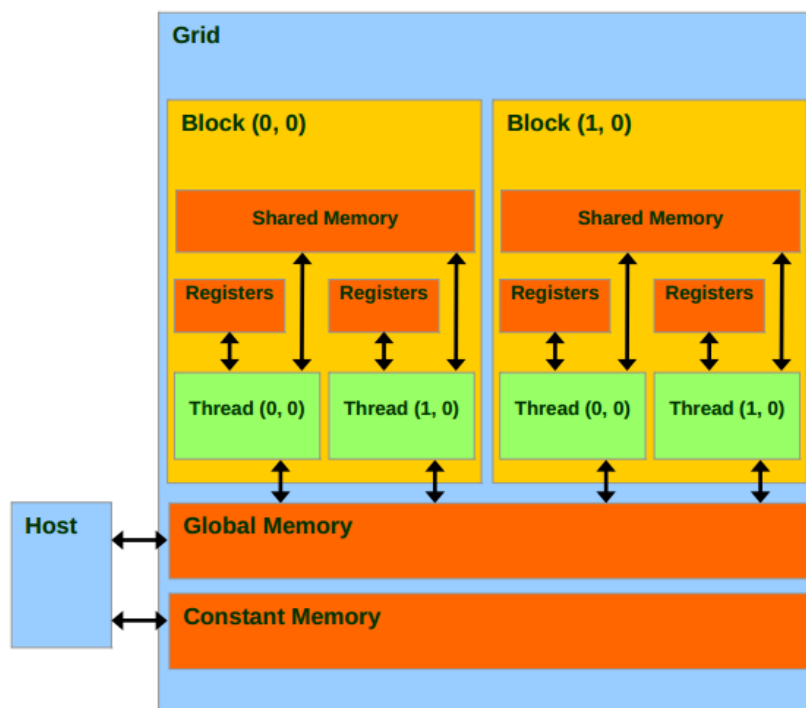 Grid
Block (0, 0)
Block (1, 0)
Shared Memory
Shared Memory
Registers
Registers
Registers
Registers
Thread (0, 0)
Thread (1, 0)
Thread (0, 0)
Thread (1, 0)
Host
Global Memory
Constant Memory